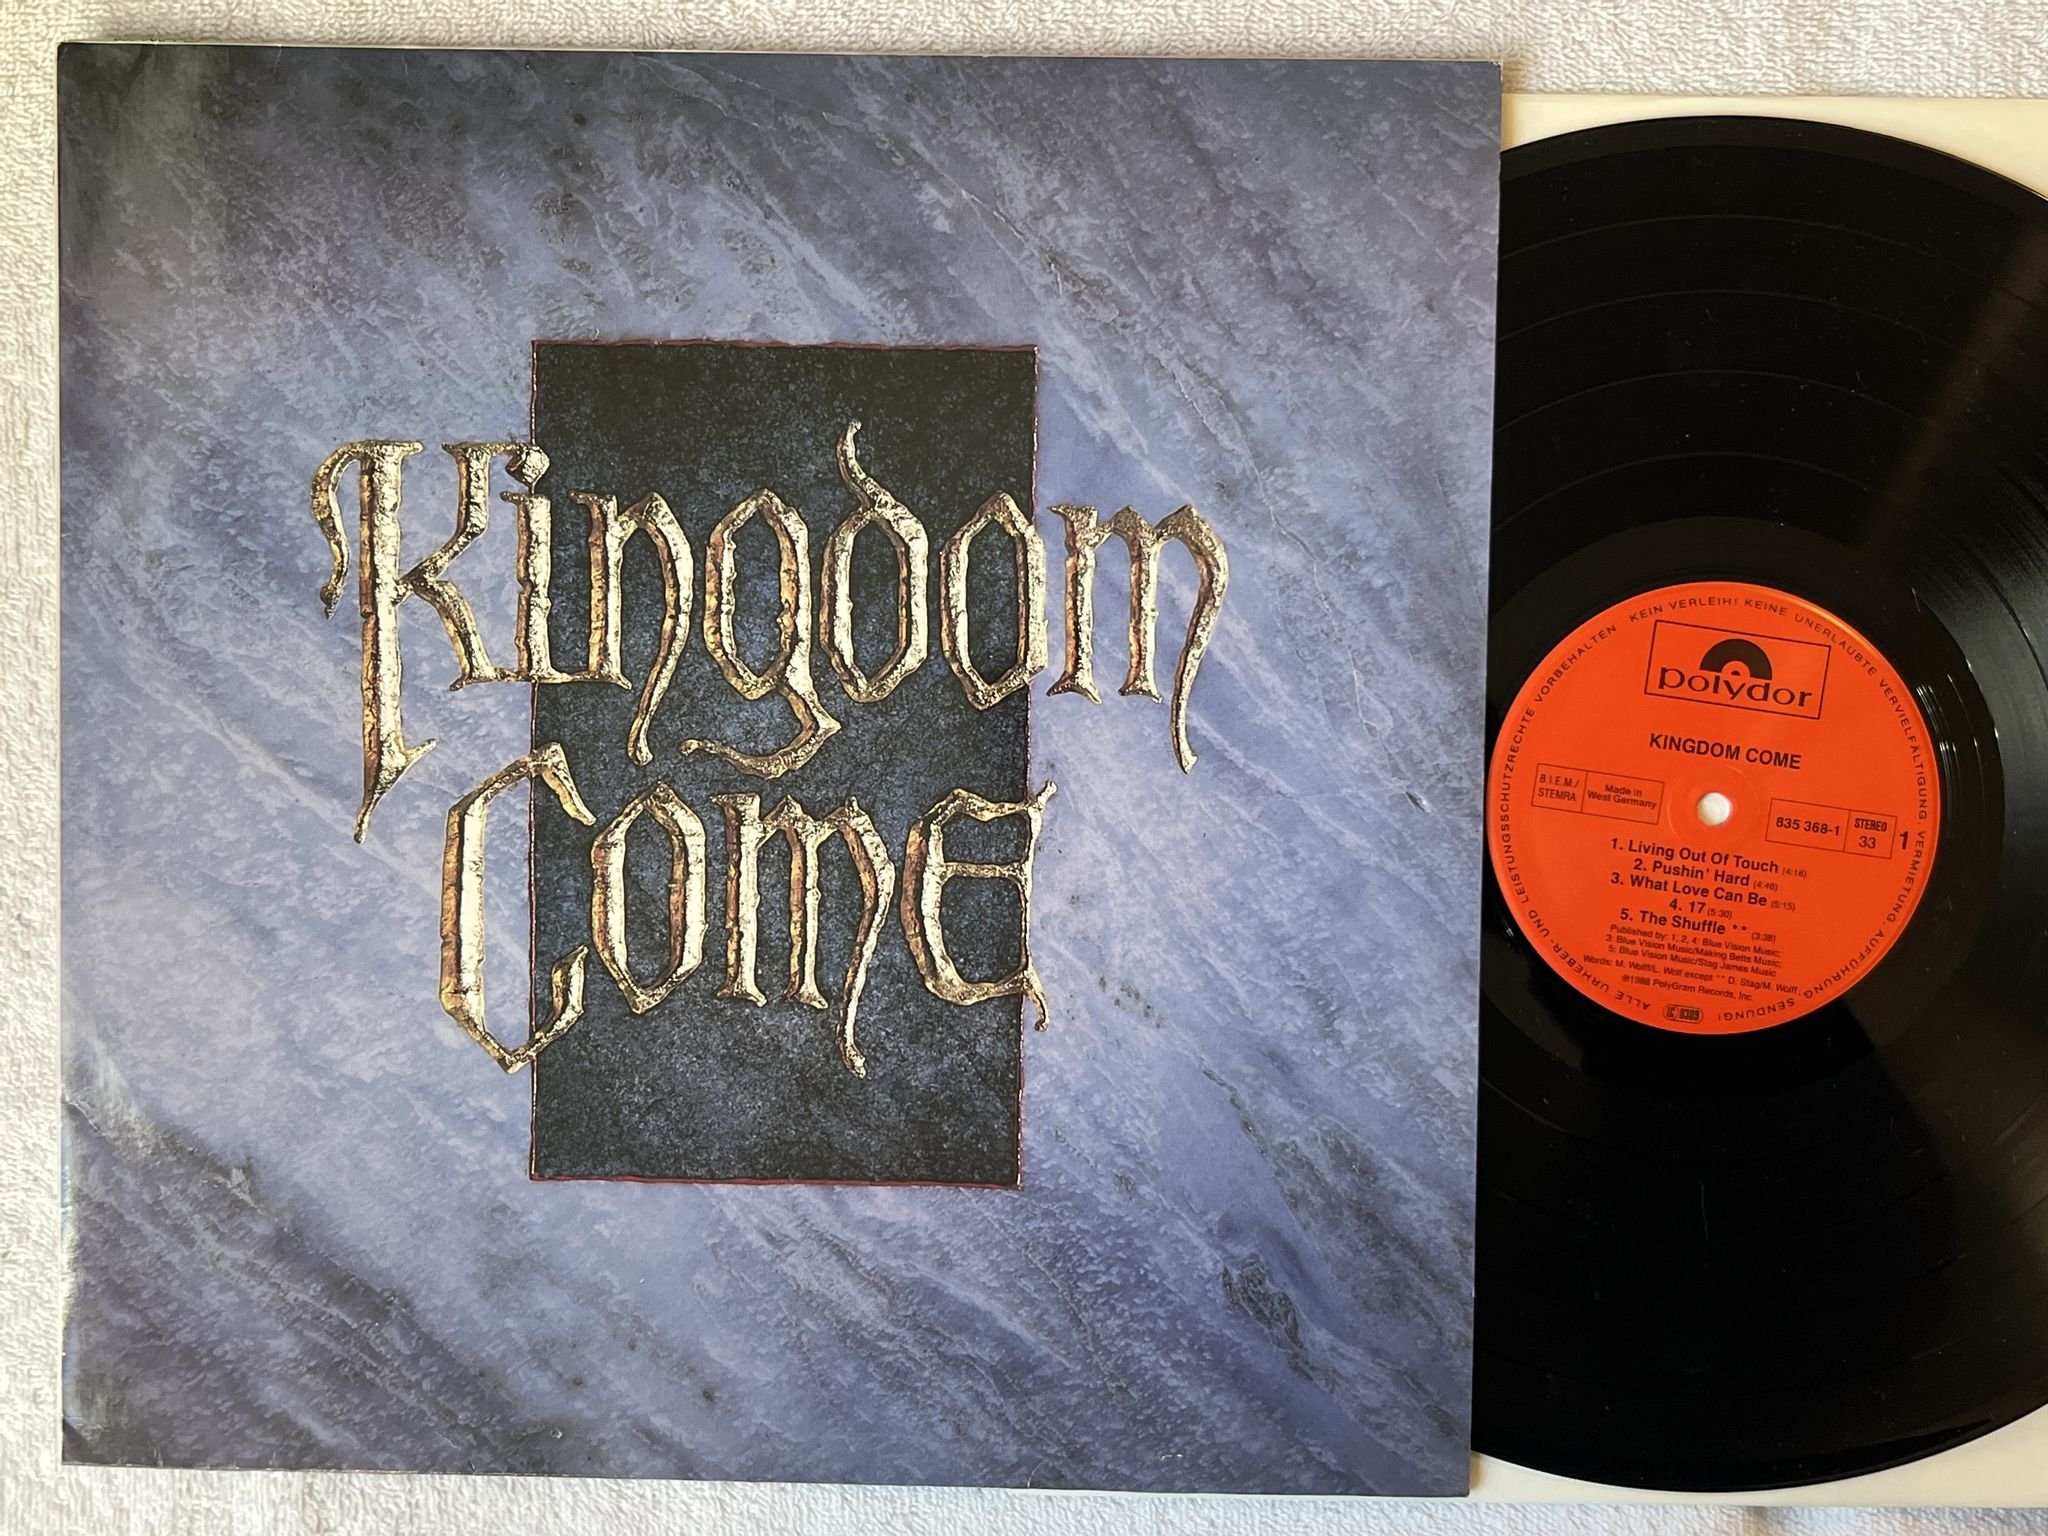 Kingdom
Come
ALLE URHEBER- UND LEISTUNGSSCHUTZRECHTE VORBEHALTEN KEIN VERLEIH! KEINE UNERLAUBTE VERVIELFÄLTIGUNG, VERMIETUNG, AUFFÜHRUNG, SENDUNG!
polydor
KINGDOM COME
B.I.E.M./
STEMRA
Made in
West Germany
835 368-1
STEREO
33
1
1. Living Out Of Touch (4:16)
2. Pushin' Hard (4:46)
3. What Love Can Be (5:15)
4. 17 (5:30)
5. The Shuffle ** (3:38)
Published by: 1, 2, 4: Blue Vision Music;
3: Blue Vision Music/Making Betts Music;
5: Blue Vision Music/Stag James Music
Words: M. Wolff/L. Wolf except ** D. Stag/M. Wolff
℗1988 PolyGram Records, Inc.
LC 0309